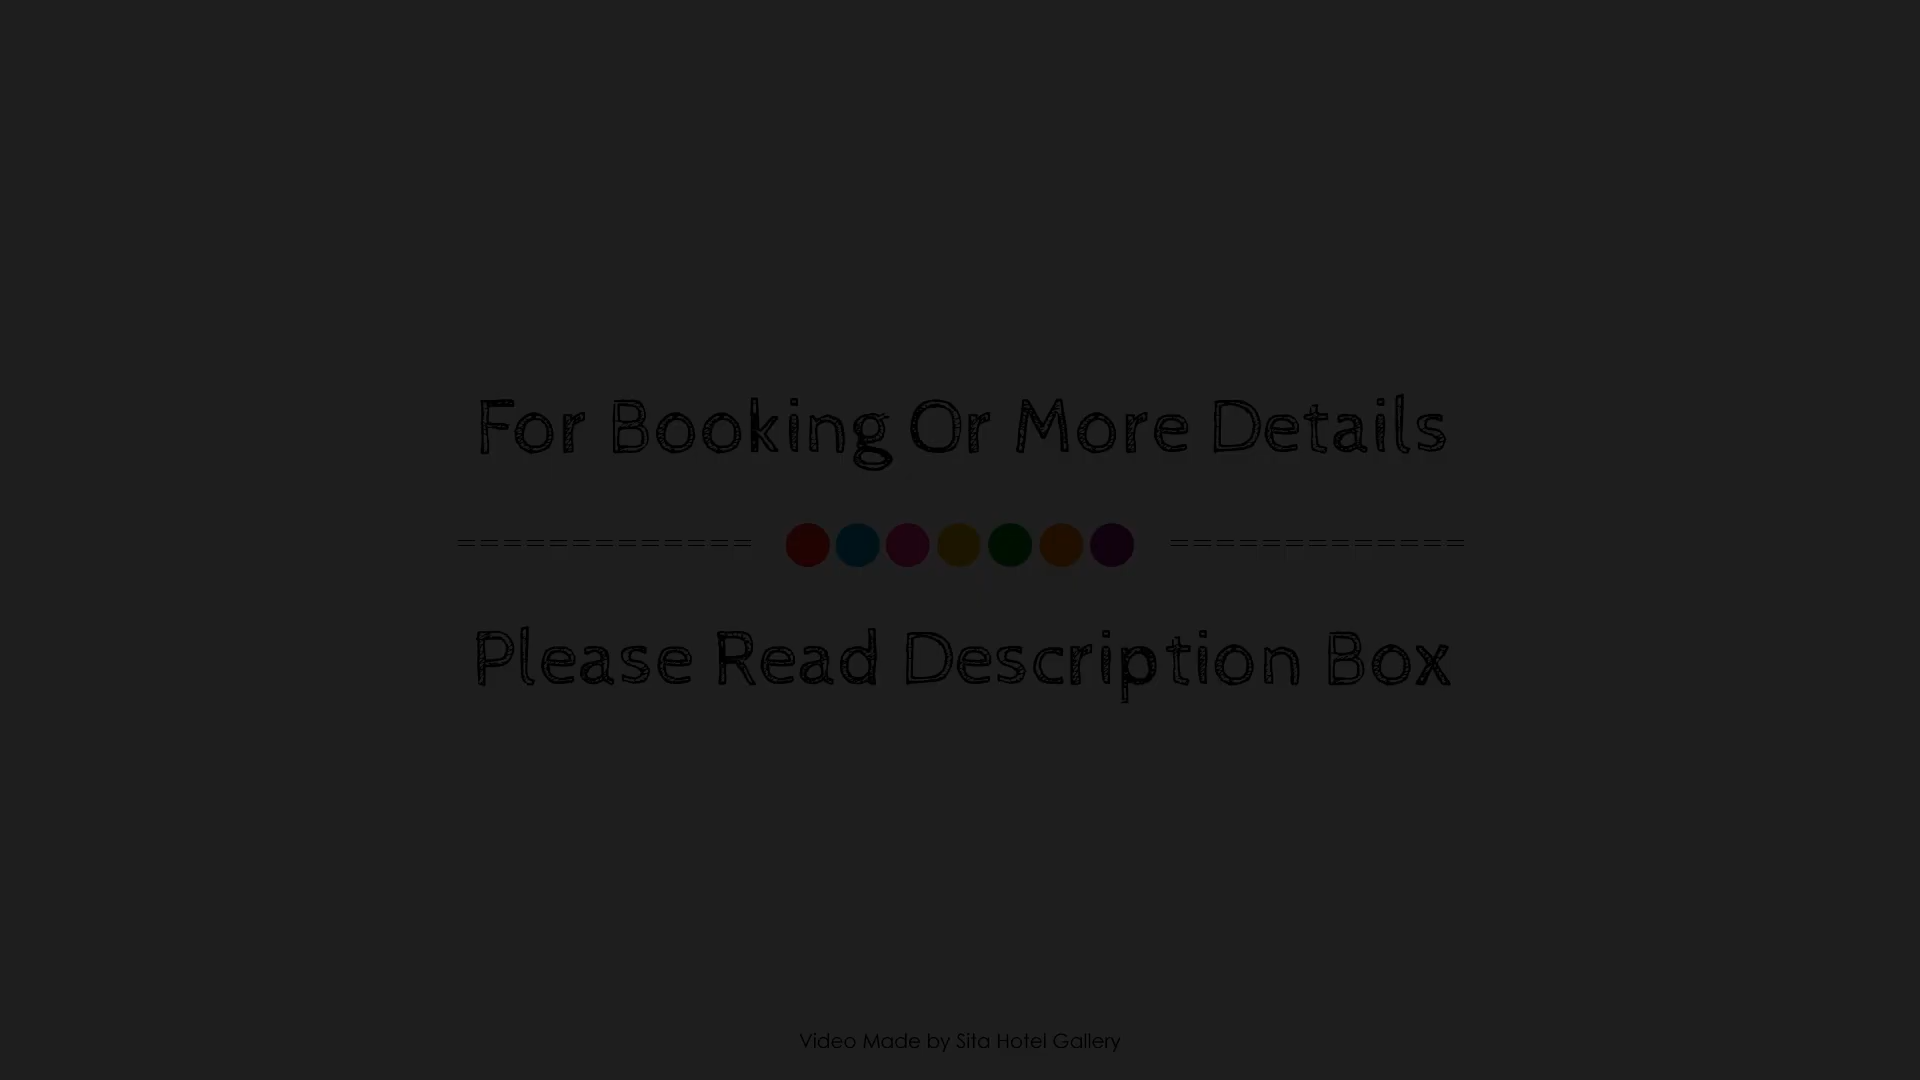 For Booking Or More Details
============= =============
Please Read Description Box
Video Made by Sita Hotel Gallery